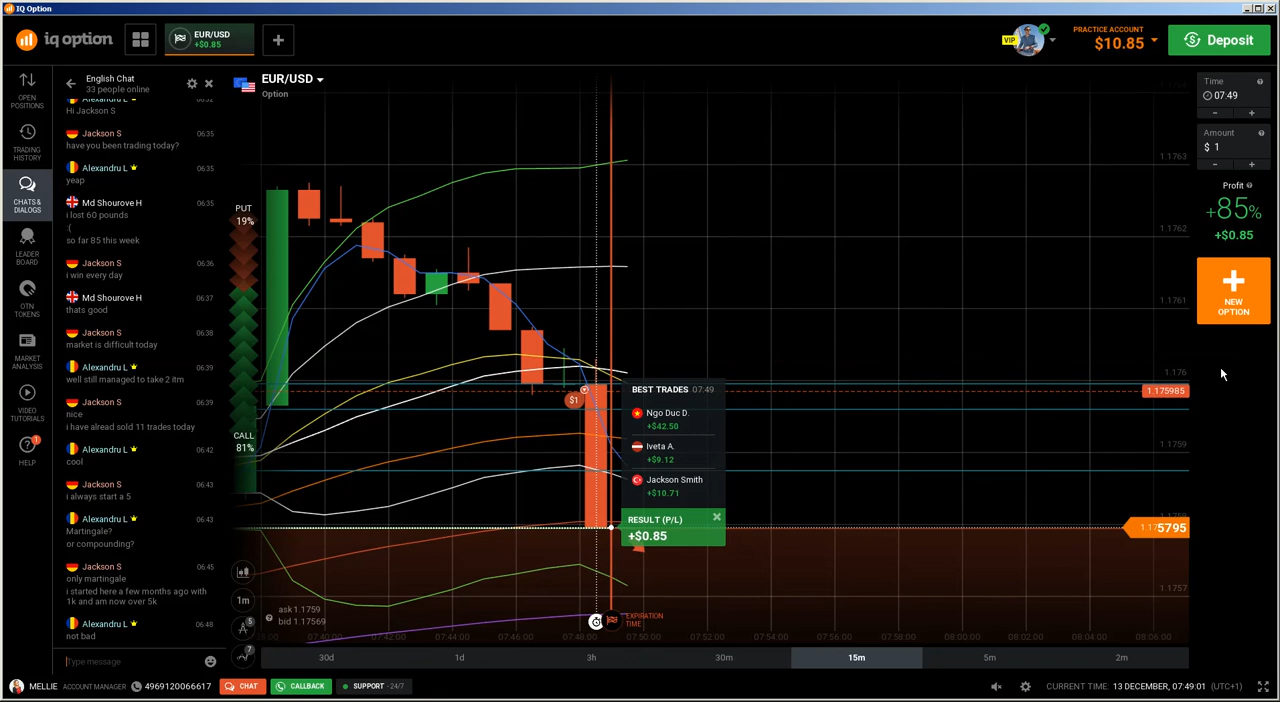 IQ Option
iq option
EUR/USD
+$0.85
VIP
PRACTICE ACCOUNT
$10.85
Deposit
OPEN
POSITIONS
TRADING
HISTORY
CHATS &
DIALOGS
LEADER
BOARD
OTN
TOKENS
MARKET
ANALYSIS
VIDEO
TUTORIALS
1
HELP
English Chat
33 people online
Alexandru L 06:32
Hi Jackson S
Jackson S 06:35
have you been trading today?
Alexandru L 06:35
yeap
Md Shourove H 06:35
i lost 60 pounds
:(
so far 85 this week
Jackson S 06:36
i win every day
Md Shourove H 06:37
thats good
Jackson S 06:38
market is difficult today
Alexandru L 06:39
well still managed to take 2 itm
Jackson S 06:39
nice
i have alread sold 11 trades today
Alexandru L 06:42
cool
Jackson S 06:43
i always start a 5
Alexandru L 06:43
Martingale?
or compounding?
Jackson S 06:45
only martingale
i started here a few months ago with
1k and am now over 5k
Alexandru L 06:48
not bad
Type message
EUR/USD
Option
PUT
19%
CALL
81%
$1
BEST TRADES 07.49
Ngo Duc D.
+$42.50
Iveta A.
+$9.12
Jackson Smith
+$10.71
RESULT (P/L)
+$0.85
1.1763
1.1762
1.1761
1.176
1.175985
1.1759
1.175795
1.1757
ask 1.1759
bid 1.17569
EXPIRATION
TIME
1m
5
7
07:40:00
07:42:00
07:44:00
07:46:00
07:48:00
07:50:00
07:52:00
07:54:00
07:56:00
07:58:00
08:00:00
08:02:00
08:04:00
08:06:00
30d
1d
3h
30m
15m
5m
2m
Time
07:49
- +
Amount
$ 1
- +
Profit
+85%
+$0.85
NEW
OPTION
MELLIE ACCOUNT MANAGER
4969120066617
CHAT
CALLBACK
SUPPORT - 24/7
CURRENT TIME: 13 DECEMBER, 07:49:01 (UTC+1)